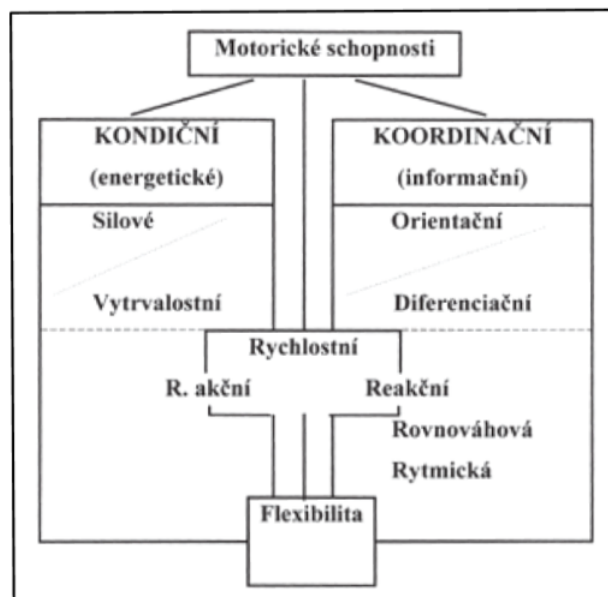 Motorické schopnosti
KONDIČNÍ
(energetické)
KOORDINAČNÍ
(informační)
Silové
Orientační
Vytrvalostní
Diferenciační
Rychlostní
R. akční
Reakční
Rovnováhová
Rytmická
Flexibilita